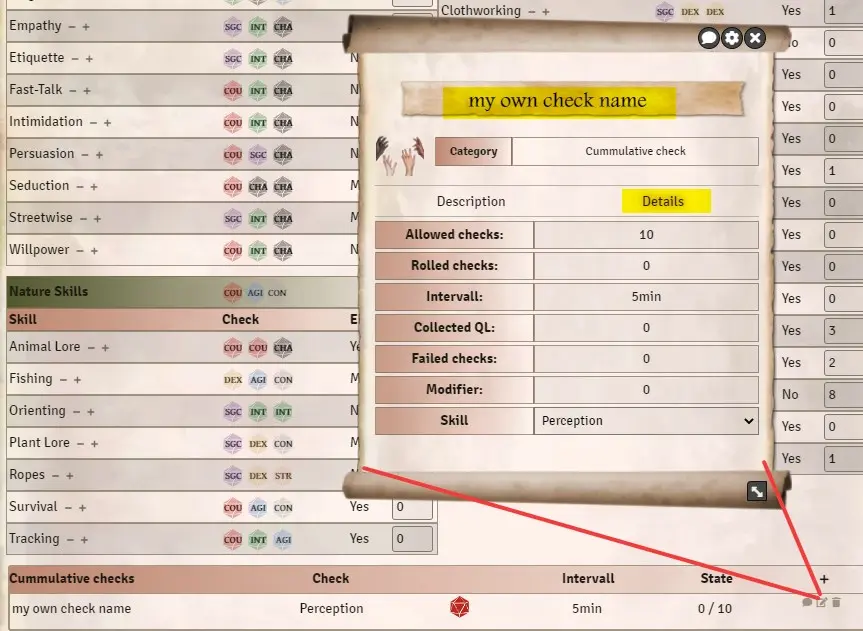 Empathy – + SGC INT CHA
Etiquette – + SGC INT CHA
Fast-Talk – + COU INT CHA
Intimidation – + COU INT CHA
Persuasion – + COU SGC CHA
Seduction – + COU CHA CHA
Streetwise – + SGC INT CHA
Willpower – + COU INT CHA
Nature Skills COU AGI CON
Skill Check
Animal Lore – + COU COU CHA
Fishing – + DEX AGI CON
Orienting – + SGC INT INT
Plant Lore – + SGC DEX CON
Ropes – + SGC DEX STR
Survival – + COU AGI CON Yes 0
Tracking – + COU INT AGI Yes 0
Clothworking – + SGC DEX DEX Yes 1
0
Yes 0
Yes 0
Yes 0
Yes 1
Yes 0
Yes 0
Yes 0
Yes 0
Yes 3
Yes 2
No 8
Yes 0
Yes 1
my own check name
Category Cummulative check
Description Details
Allowed checks: 10
Rolled checks: 0
Intervall: 5min
Collected QL: 0
Failed checks: 0
Modifier: 0
Skill Perception
Cummulative checks Check Intervall State +
my own check name Perception 5min 0 / 10